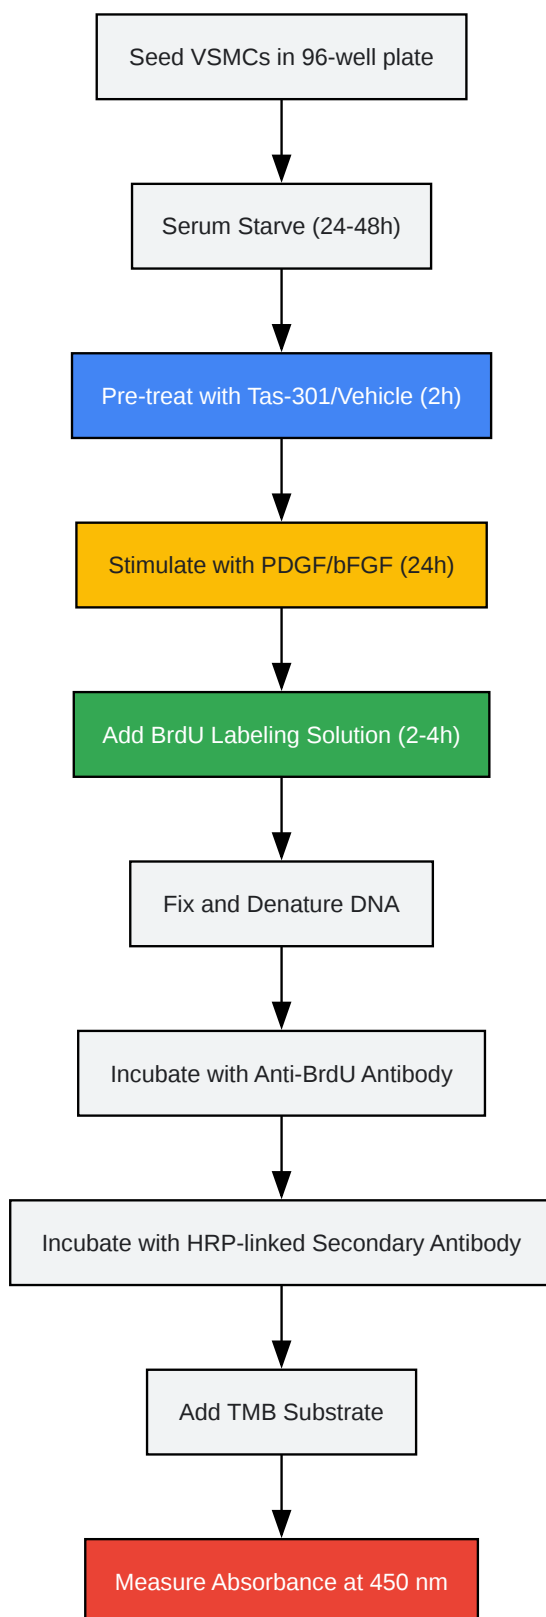 Seed VSMCs in 96-well plate
Serum Starve (24-48h)
Pre-treat with Tas-301/Vehicle (2h)
Stimulate with PDGF/bFGF (24h)
Add BrdU Labeling Solution (2-4h)
Fix and Denature DNA
Incubate with Anti-BrdU Antibody
Incubate with HRP-linked Secondary Antibody
Add TMB Substrate
Measure Absorbance at 450 nm